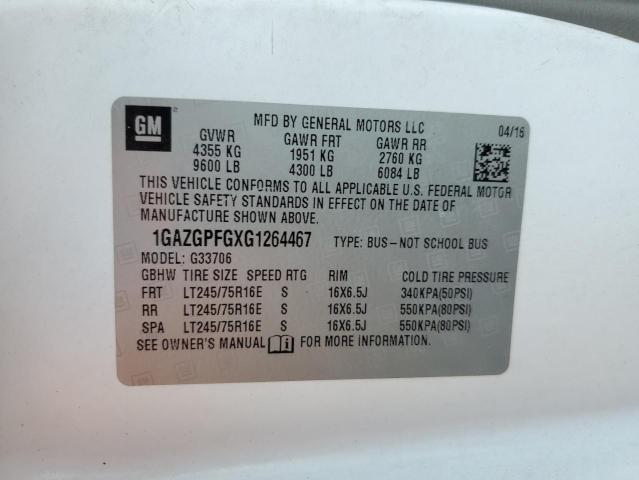 GM
MFD BY GENERAL MOTORS LLC 04/16
GVWR GAWR FRT GAWR RR
4355 KG 1951 KG 2760 KG
9600 LB 4300 LB 6084 LB
THIS VEHICLE CONFORMS TO ALL APPLICABLE U.S. FEDERAL MOTOR
VEHICLE SAFETY STANDARDS IN EFFECT ON THE DATE OF
MANUFACTURE SHOWN ABOVE.
1GAZGPFGXG1264467 TYPE: BUS–NOT SCHOOL BUS
MODEL: G33706
GBHW TIRE SIZE SPEED RTG RIM COLD TIRE PRESSURE
FRT LT245/75R16E S 16X6.5J 340KPA(50PSI)
RR LT245/75R16E S 16X6.5J 550KPA(80PSI)
SPA LT245/75R16E S 16X6.5J 550KPA(80PSI)
SEE OWNER'S MANUAL i FOR MORE INFORMATION.